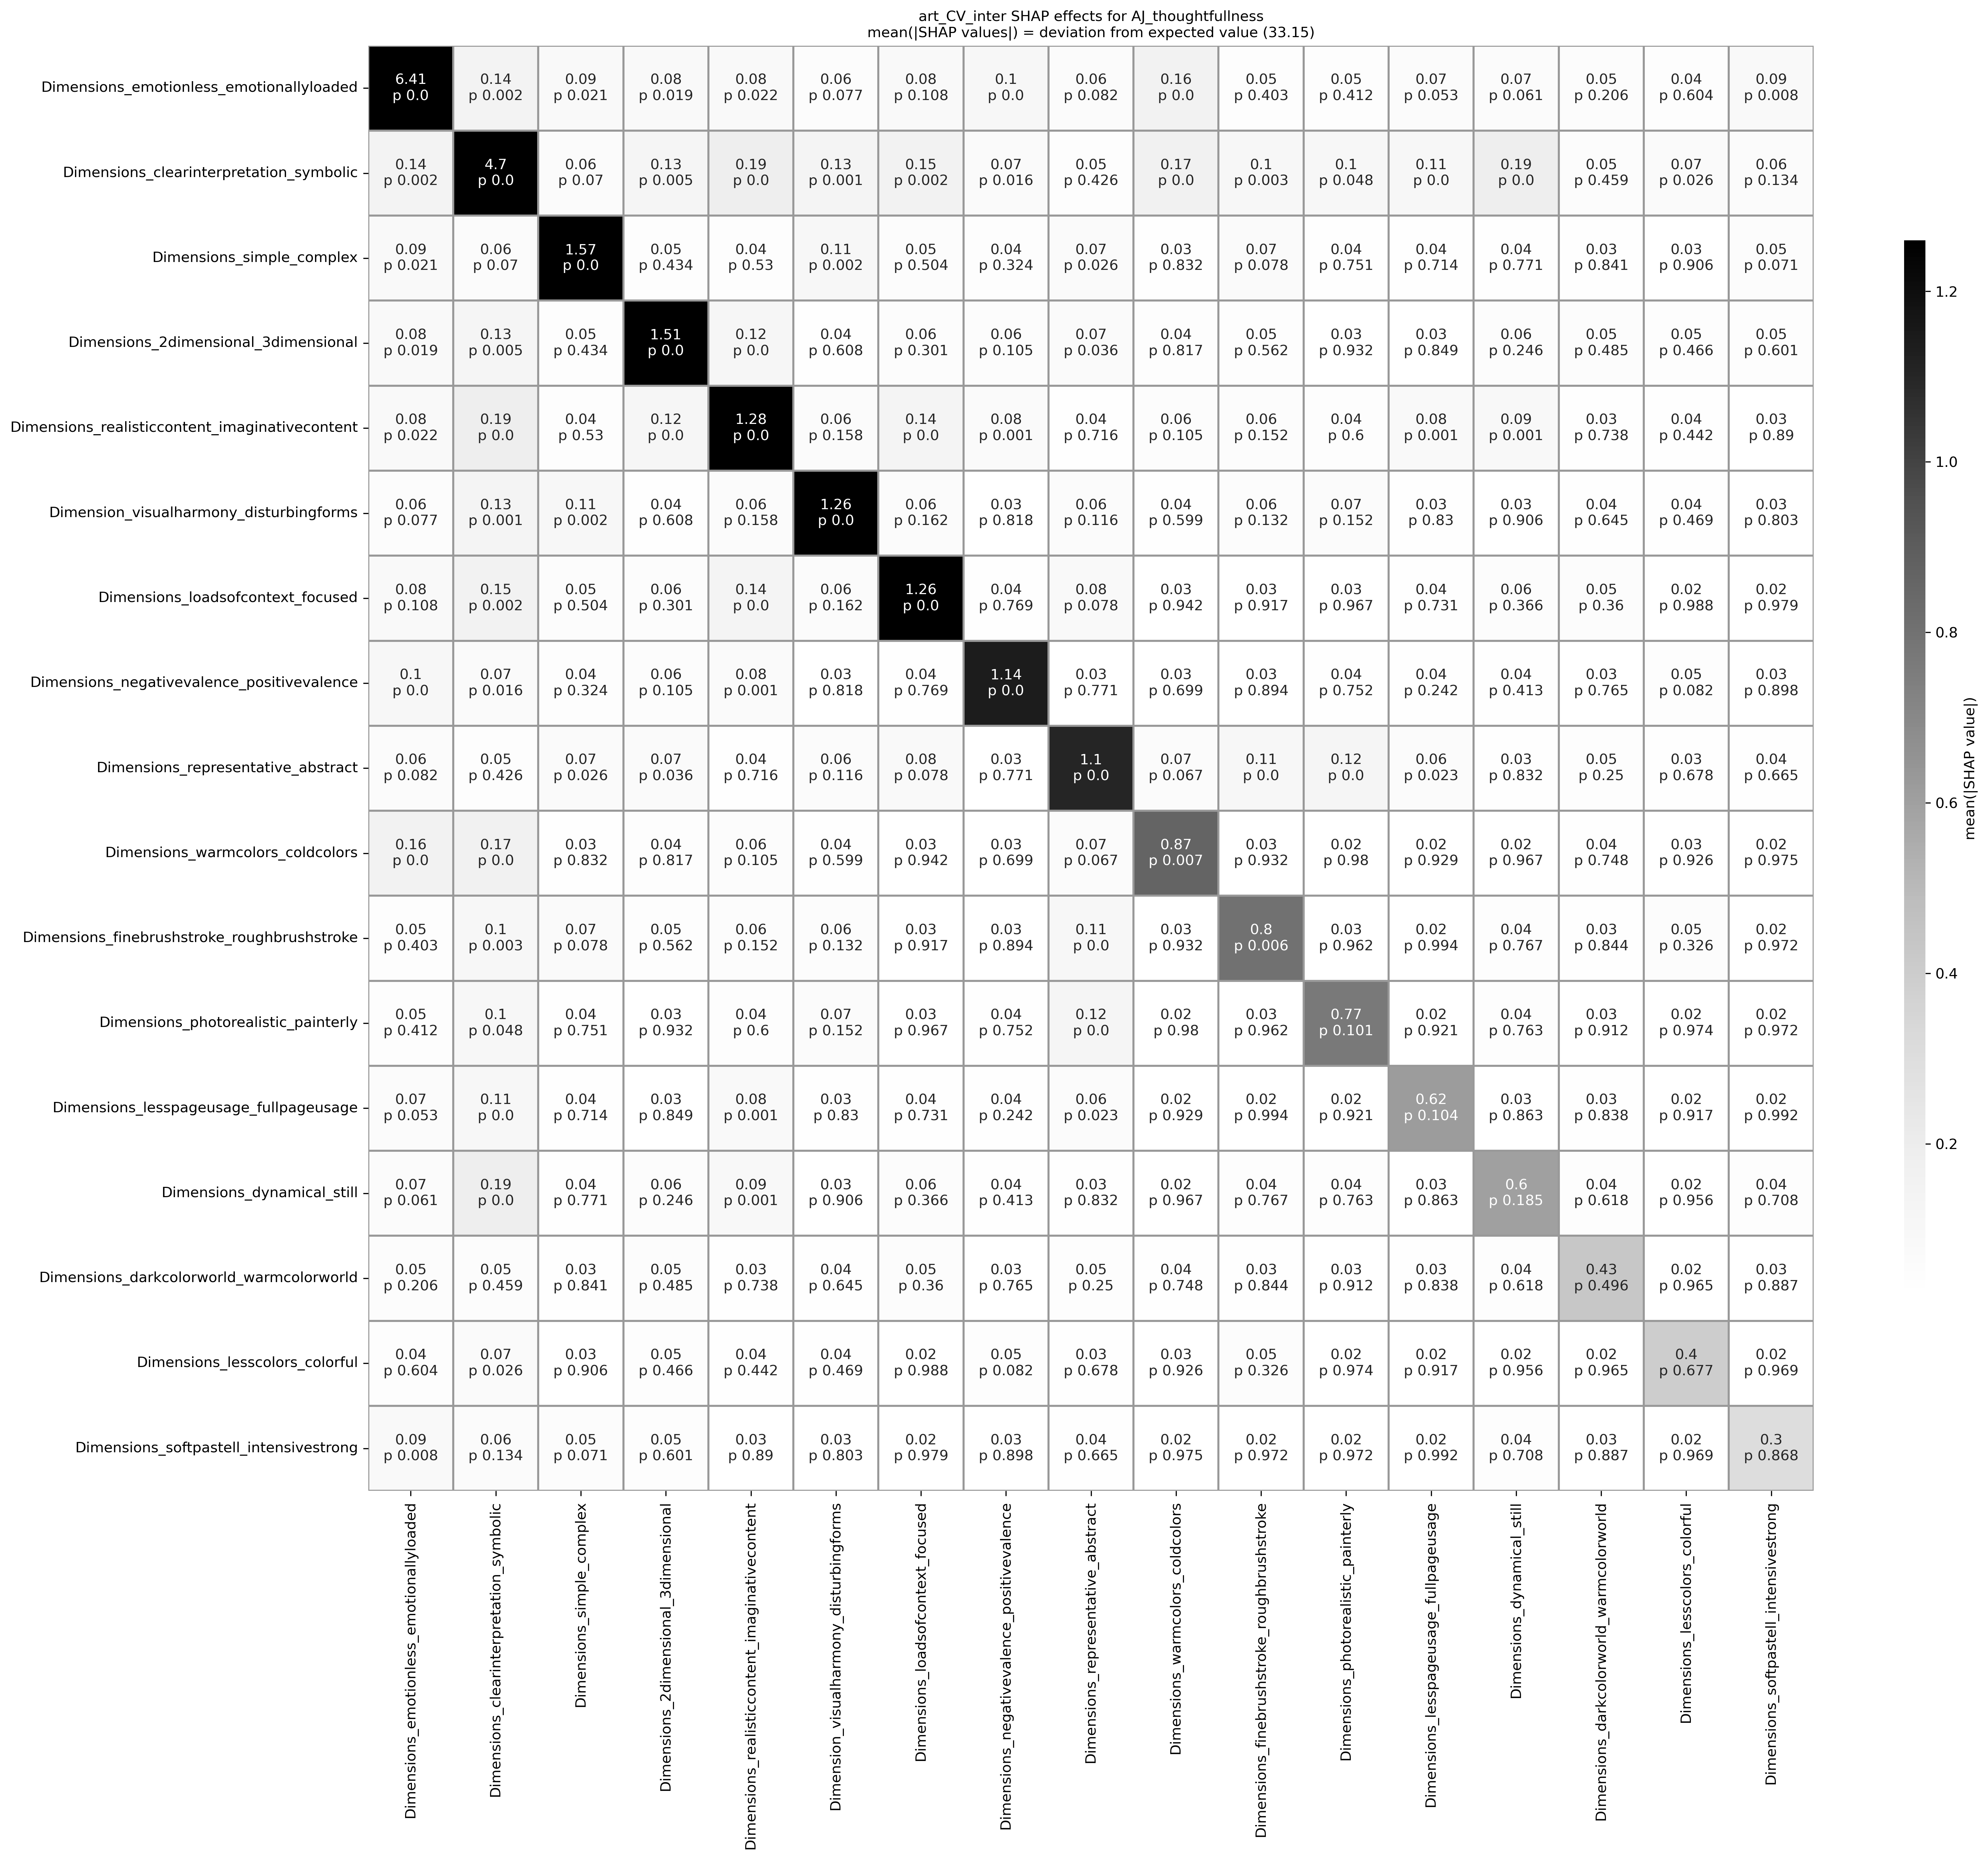 art_CV_inter SHAP effects for AJ_thoughtfullness
mean(|SHAP values|) = deviation from expected value (33.15)
Dimensions_emotionless_emotionallyloaded
6.41 0.14 0.09 0.08 0.08 0.06 0.08 0.1 0.06 0.16 0.05 0.05 0.07 0.07 0.05 0.04 0.09
p 0.0 p 0.002 p 0.021 p 0.019 p 0.022 p 0.077 p 0.108 p 0.0 p 0.082 p 0.0 p 0.403 p 0.412 p 0.053 p 0.061 p 0.206 p 0.604 p 0.008
Dimensions_clearinterpretation_symbolic
0.14 4.7 0.06 0.13 0.19 0.13 0.15 0.07 0.05 0.17 0.1 0.1 0.11 0.19 0.05 0.07 0.06
p 0.002 p 0.0 p 0.07 p 0.005 p 0.0 p 0.001 p 0.002 p 0.016 p 0.426 p 0.0 p 0.003 p 0.048 p 0.0 p 0.0 p 0.459 p 0.026 p 0.134
Dimensions_simple_complex
0.09 0.06 1.57 0.05 0.04 0.11 0.05 0.04 0.07 0.03 0.07 0.04 0.04 0.04 0.03 0.03 0.05
p 0.021 p 0.07 p 0.0 p 0.434 p 0.53 p 0.002 p 0.504 p 0.324 p 0.026 p 0.832 p 0.078 p 0.751 p 0.714 p 0.771 p 0.841 p 0.906 p 0.071
Dimensions_2dimensional_3dimensional
0.08 0.13 0.05 1.51 0.12 0.04 0.06 0.06 0.07 0.04 0.05 0.03 0.03 0.06 0.05 0.05 0.05
p 0.019 p 0.005 p 0.434 p 0.0 p 0.0 p 0.608 p 0.301 p 0.105 p 0.036 p 0.817 p 0.562 p 0.932 p 0.849 p 0.246 p 0.485 p 0.466 p 0.601
Dimensions_realisticcontent_imaginativecontent
0.08 0.19 0.04 0.12 1.28 0.06 0.14 0.08 0.04 0.06 0.06 0.04 0.08 0.09 0.03 0.04 0.03
p 0.022 p 0.0 p 0.53 p 0.0 p 0.0 p 0.158 p 0.0 p 0.001 p 0.716 p 0.105 p 0.152 p 0.6 p 0.001 p 0.001 p 0.738 p 0.442 p 0.89
Dimension_visualharmony_disturbingforms
0.06 0.13 0.11 0.04 0.06 1.26 0.06 0.03 0.06 0.04 0.06 0.07 0.03 0.03 0.04 0.04 0.03
p 0.077 p 0.001 p 0.002 p 0.608 p 0.158 p 0.0 p 0.162 p 0.818 p 0.116 p 0.599 p 0.132 p 0.152 p 0.83 p 0.906 p 0.645 p 0.469 p 0.803
Dimensions_loadsofcontext_focused
0.08 0.15 0.05 0.06 0.14 0.06 1.26 0.04 0.08 0.03 0.03 0.03 0.04 0.06 0.05 0.02 0.02
p 0.108 p 0.002 p 0.504 p 0.301 p 0.0 p 0.162 p 0.0 p 0.769 p 0.078 p 0.942 p 0.917 p 0.967 p 0.731 p 0.366 p 0.36 p 0.988 p 0.979
Dimensions_negativevalence_positivevalence
0.1 0.07 0.04 0.06 0.08 0.03 0.04 1.14 0.03 0.03 0.03 0.04 0.04 0.04 0.03 0.05 0.03
p 0.0 p 0.016 p 0.324 p 0.105 p 0.001 p 0.818 p 0.769 p 0.0 p 0.771 p 0.699 p 0.894 p 0.752 p 0.242 p 0.413 p 0.765 p 0.082 p 0.898
Dimensions_representative_abstract
0.06 0.05 0.07 0.07 0.04 0.06 0.08 0.03 1.1 0.07 0.11 0.12 0.06 0.03 0.05 0.03 0.04
p 0.082 p 0.426 p 0.026 p 0.036 p 0.716 p 0.116 p 0.078 p 0.771 p 0.0 p 0.067 p 0.0 p 0.0 p 0.023 p 0.832 p 0.25 p 0.678 p 0.665
Dimensions_warmcolors_coldcolors
0.16 0.17 0.03 0.04 0.06 0.04 0.03 0.03 0.07 0.87 0.03 0.02 0.02 0.02 0.04 0.03 0.02
p 0.0 p 0.0 p 0.832 p 0.817 p 0.105 p 0.599 p 0.942 p 0.699 p 0.067 p 0.007 p 0.932 p 0.98 p 0.929 p 0.967 p 0.748 p 0.926 p 0.975
Dimensions_finebrushstroke_roughbrushstroke
0.05 0.1 0.07 0.05 0.06 0.06 0.03 0.03 0.11 0.03 0.8 0.03 0.02 0.04 0.03 0.05 0.02
p 0.403 p 0.003 p 0.078 p 0.562 p 0.152 p 0.132 p 0.917 p 0.894 p 0.0 p 0.932 p 0.006 p 0.962 p 0.994 p 0.767 p 0.844 p 0.326 p 0.972
Dimensions_photorealistic_painterly
0.05 0.1 0.04 0.03 0.04 0.07 0.03 0.04 0.12 0.02 0.03 0.77 0.02 0.04 0.03 0.02 0.02
p 0.412 p 0.048 p 0.751 p 0.932 p 0.6 p 0.152 p 0.967 p 0.752 p 0.0 p 0.98 p 0.962 p 0.101 p 0.921 p 0.763 p 0.912 p 0.974 p 0.972
Dimensions_lesspageusage_fullpageusage
0.07 0.11 0.04 0.03 0.08 0.03 0.04 0.04 0.06 0.02 0.02 0.02 0.62 0.03 0.03 0.02 0.02
p 0.053 p 0.0 p 0.714 p 0.849 p 0.001 p 0.83 p 0.731 p 0.242 p 0.023 p 0.929 p 0.994 p 0.921 p 0.104 p 0.863 p 0.838 p 0.917 p 0.992
Dimensions_dynamical_still
0.07 0.19 0.04 0.06 0.09 0.03 0.06 0.04 0.03 0.02 0.04 0.04 0.03 0.6 0.04 0.02 0.04
p 0.061 p 0.0 p 0.771 p 0.246 p 0.001 p 0.906 p 0.366 p 0.413 p 0.832 p 0.967 p 0.767 p 0.763 p 0.863 p 0.185 p 0.618 p 0.956 p 0.708
Dimensions_darkcolorworld_warmcolorworld
0.05 0.05 0.03 0.05 0.03 0.04 0.05 0.03 0.05 0.04 0.03 0.03 0.03 0.04 0.43 0.02 0.03
p 0.206 p 0.459 p 0.841 p 0.485 p 0.738 p 0.645 p 0.36 p 0.765 p 0.25 p 0.748 p 0.844 p 0.912 p 0.838 p 0.618 p 0.496 p 0.965 p 0.887
Dimensions_lesscolors_colorful
0.04 0.07 0.03 0.05 0.04 0.04 0.02 0.05 0.03 0.03 0.05 0.02 0.02 0.02 0.02 0.4 0.02
p 0.604 p 0.026 p 0.906 p 0.466 p 0.442 p 0.469 p 0.988 p 0.082 p 0.678 p 0.926 p 0.326 p 0.974 p 0.917 p 0.956 p 0.965 p 0.677 p 0.969
Dimensions_softpastell_intensivestrong
0.09 0.06 0.05 0.05 0.03 0.03 0.02 0.03 0.04 0.02 0.02 0.02 0.02 0.04 0.03 0.02 0.3
p 0.008 p 0.134 p 0.071 p 0.601 p 0.89 p 0.803 p 0.979 p 0.898 p 0.665 p 0.975 p 0.972 p 0.972 p 0.992 p 0.708 p 0.887 p 0.969 p 0.868
Dimensions_emotionless_emotionallyloaded
Dimensions_clearinterpretation_symbolic
Dimensions_simple_complex
Dimensions_2dimensional_3dimensional
Dimensions_realisticcontent_imaginativecontent
Dimension_visualharmony_disturbingforms
Dimensions_loadsofcontext_focused
Dimensions_negativevalence_positivevalence
Dimensions_representative_abstract
Dimensions_warmcolors_coldcolors
Dimensions_finebrushstroke_roughbrushstroke
Dimensions_photorealistic_painterly
Dimensions_lesspageusage_fullpageusage
Dimensions_dynamical_still
Dimensions_darkcolorworld_warmcolorworld
Dimensions_lesscolors_colorful
Dimensions_softpastell_intensivestrong
1.2
1.0
0.8
0.6
0.4
0.2
mean(|SHAP value|)